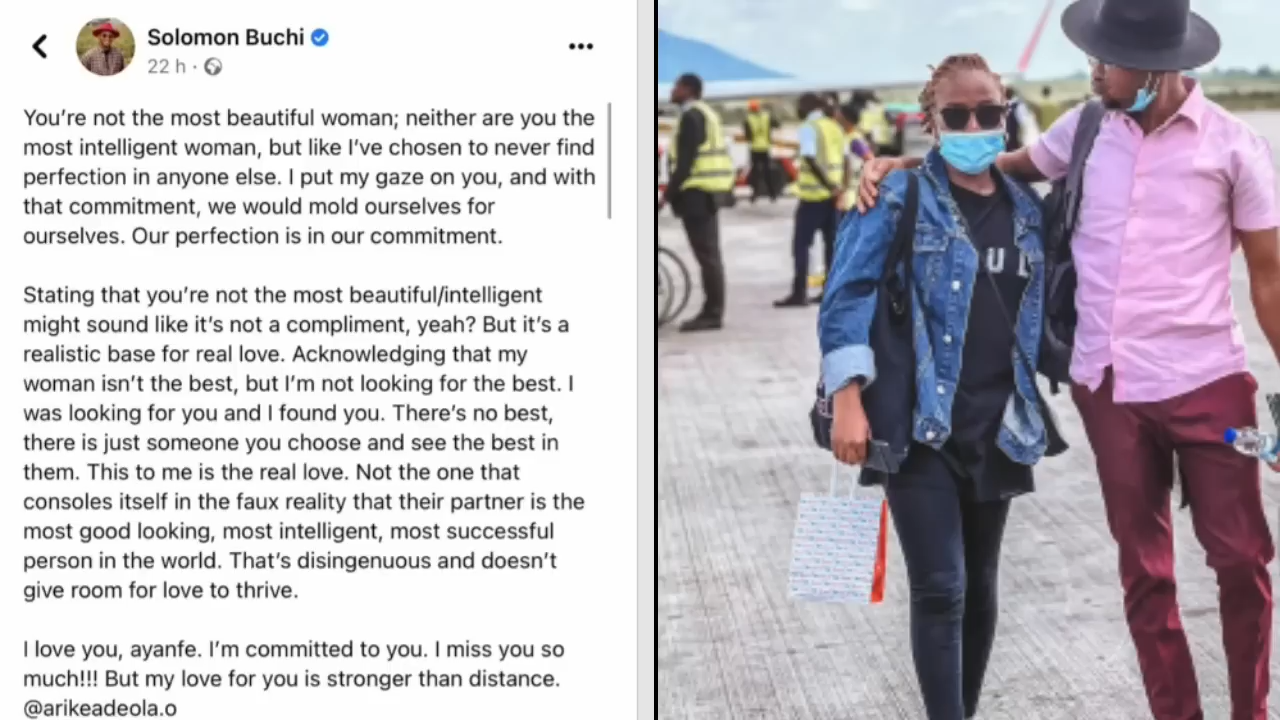 Solomon Buchi
22 h ·
You're not the most beautiful woman; neither are you the
most intelligent woman, but like I've chosen to never find
perfection in anyone else. I put my gaze on you, and with
that commitment, we would mold ourselves for
ourselves. Our perfection is in our commitment.
Stating that you're not the most beautiful/intelligent
might sound like it's not a compliment, yeah? But it's a
realistic base for real love. Acknowledging that my
woman isn't the best, but I'm not looking for the best. I
was looking for you and I found you. There's no best,
there is just someone you choose and see the best in
them. This to me is the real love. Not the one that
consoles itself in the faux reality that their partner is the
most good looking, most intelligent, most successful
person in the world. That's disingenuous and doesn't
give room for love to thrive.
I love you, ayanfe. I'm committed to you. I miss you so
much!!! But my love for you is stronger than distance.
@arikeadeola.o
U L